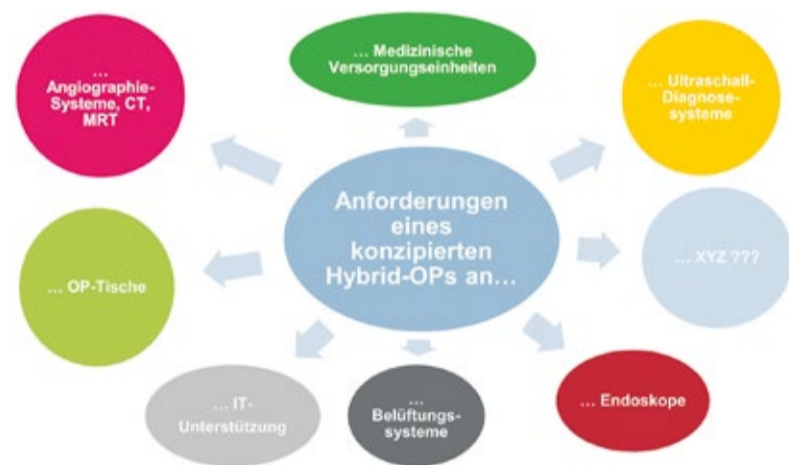 ...
Angiographie-
Systeme, CT,
MRT
... Medizinische
Versorgungseinheiten
... Ultraschall-
Diagnose-
systeme
Anforderungen
eines
konzipierten
Hybrid-OPs an...
... XYZ ???
... OP-Tische
... IT-
Unterstützung
...
Belüftungs-
systeme
... Endoskope